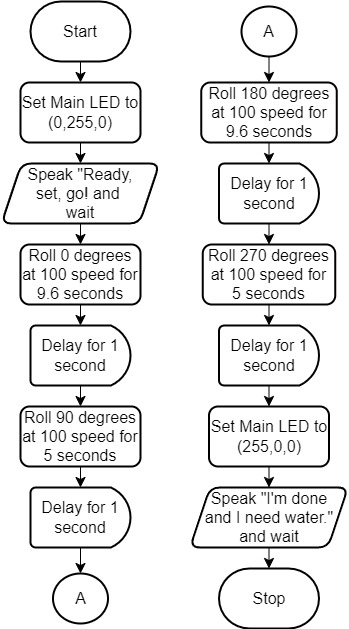 Start
Set Main LED to
(0,255,0)
Speak "Ready,
set, go! and
wait
Roll 0 degrees
at 100 speed for
9.6 seconds
Delay for 1
second
Roll 90 degrees
at 100 speed for
5 seconds
Delay for 1
second
A
A
Roll 180 degrees
at 100 speed for
9.6 seconds
Delay for 1
second
Roll 270 degrees
at 100 speed for
5 seconds
Delay for 1
second
Set Main LED to
(255,0,0)
Speak "I'm done
and I need water."
and wait
Stop